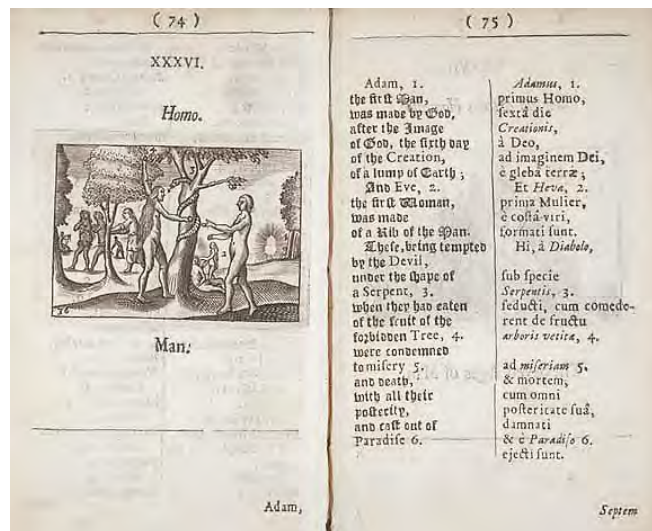 ( 74 )
XXXVI.
Homo.
36
Man.
Adam,
( 75 )
Adam, 1.
the firſt Man,
was made by God,
after the Image
of God, the ſixth day
of the Creation,
of a lump of Earth ;
And Eve, 2.
the firſt Woman,
was made
of a Rib of the Man.
Theſe, being tempted
by the Devil,
under the ſhape of
a Serpent, 3.
when they had eaten
of the fruit of the
forbidden Tree, 4.
were condemned
to miſery 5.
and death,
with all their
poſterity,
and caſt out of
Paradiſe 6.
Adamus, 1.
primus Homo,
ſextâ die
Creationis,
à Deo,
ad imaginem Dei,
è gleba terræ ;
Et Heva, 2.
prima Mulier,
è coſtâ viri,
formati ſunt.
Hi, à Diabolo,
ſub ſpecie
Serpentis, 3.
ſeducti, cum comede-
rent de fructu
arboris vetitæ, 4.
ad miſeriam 5.
& mortem,
cum omni
poſteritate ſuâ,
damnati
& è Paradiſo 6.
ejecti ſunt.
Septem